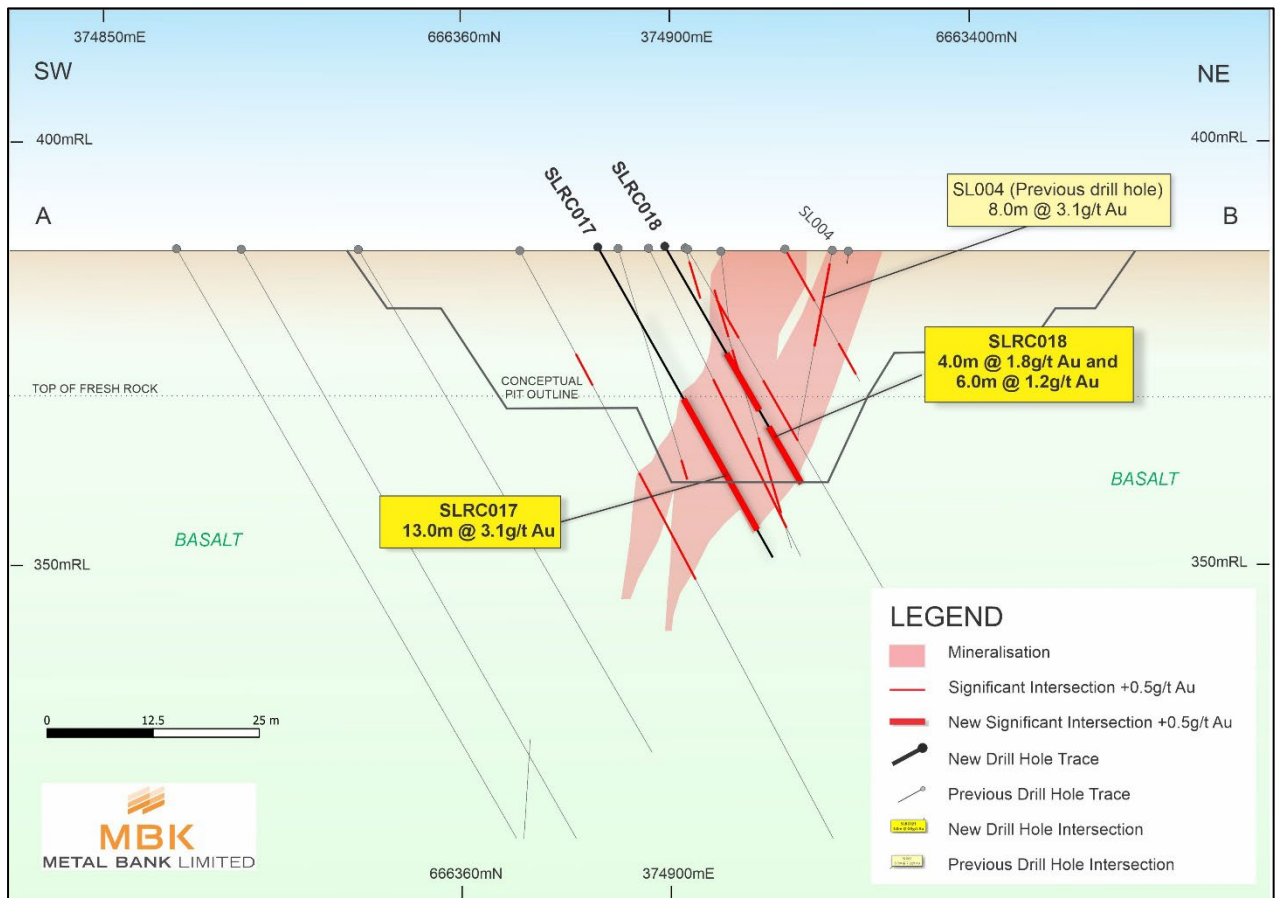 374850mE
666360mN
374900mE
6663400mN
SW
NE
400mRL
400mRL
SLRC017
SLRC018
SL004
SL004 (Previous drill hole)
8.0m @ 3.1g/t Au
A
B
SLRC018
4.0m @ 1.8g/t Au and
6.0m @ 1.2g/t Au
TOP OF FRESH ROCK
CONCEPTUAL
PIT OUTLINE
SLRC017
13.0m @ 3.1g/t Au
BASALT
BASALT
350mRL
350mRL
LEGEND
Mineralisation
Significant Intersection +0.5g/t Au
New Significant Intersection +0.5g/t Au
New Drill Hole Trace
Previous Drill Hole Trace
New Drill Hole Intersection
Previous Drill Hole Intersection
0 12.5 25 m
MBK
METAL BANK LIMITED
666360mN
374900mE